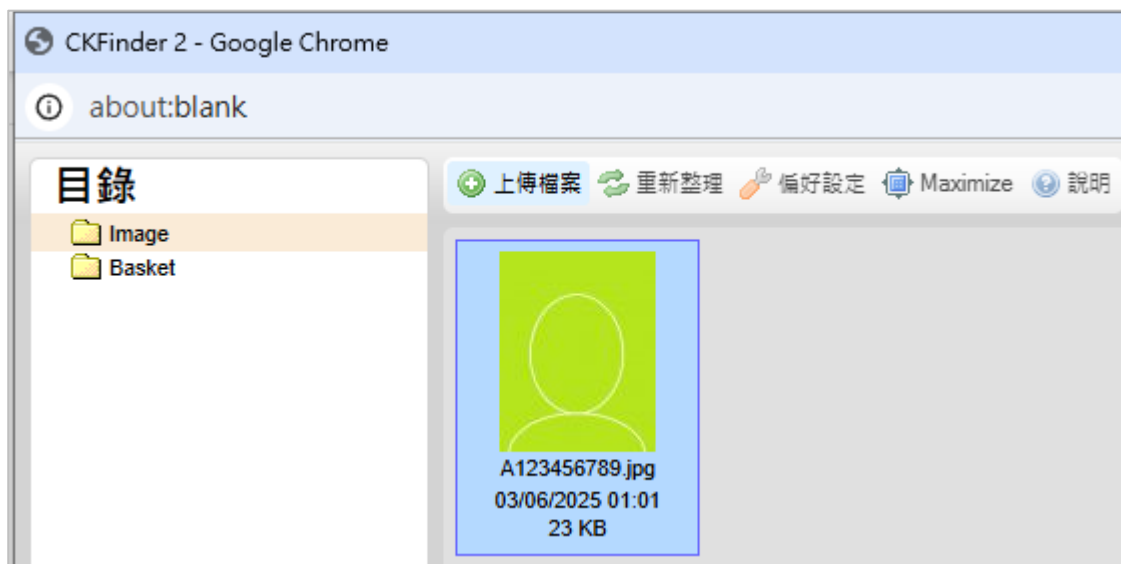 CKFinder 2 - Google Chrome
about:blank
目錄
Image
Basket
上傳檔案 重新整理 偏好設定 Maximize 說明
A123456789.jpg
03/06/2025 01:01
23 KB